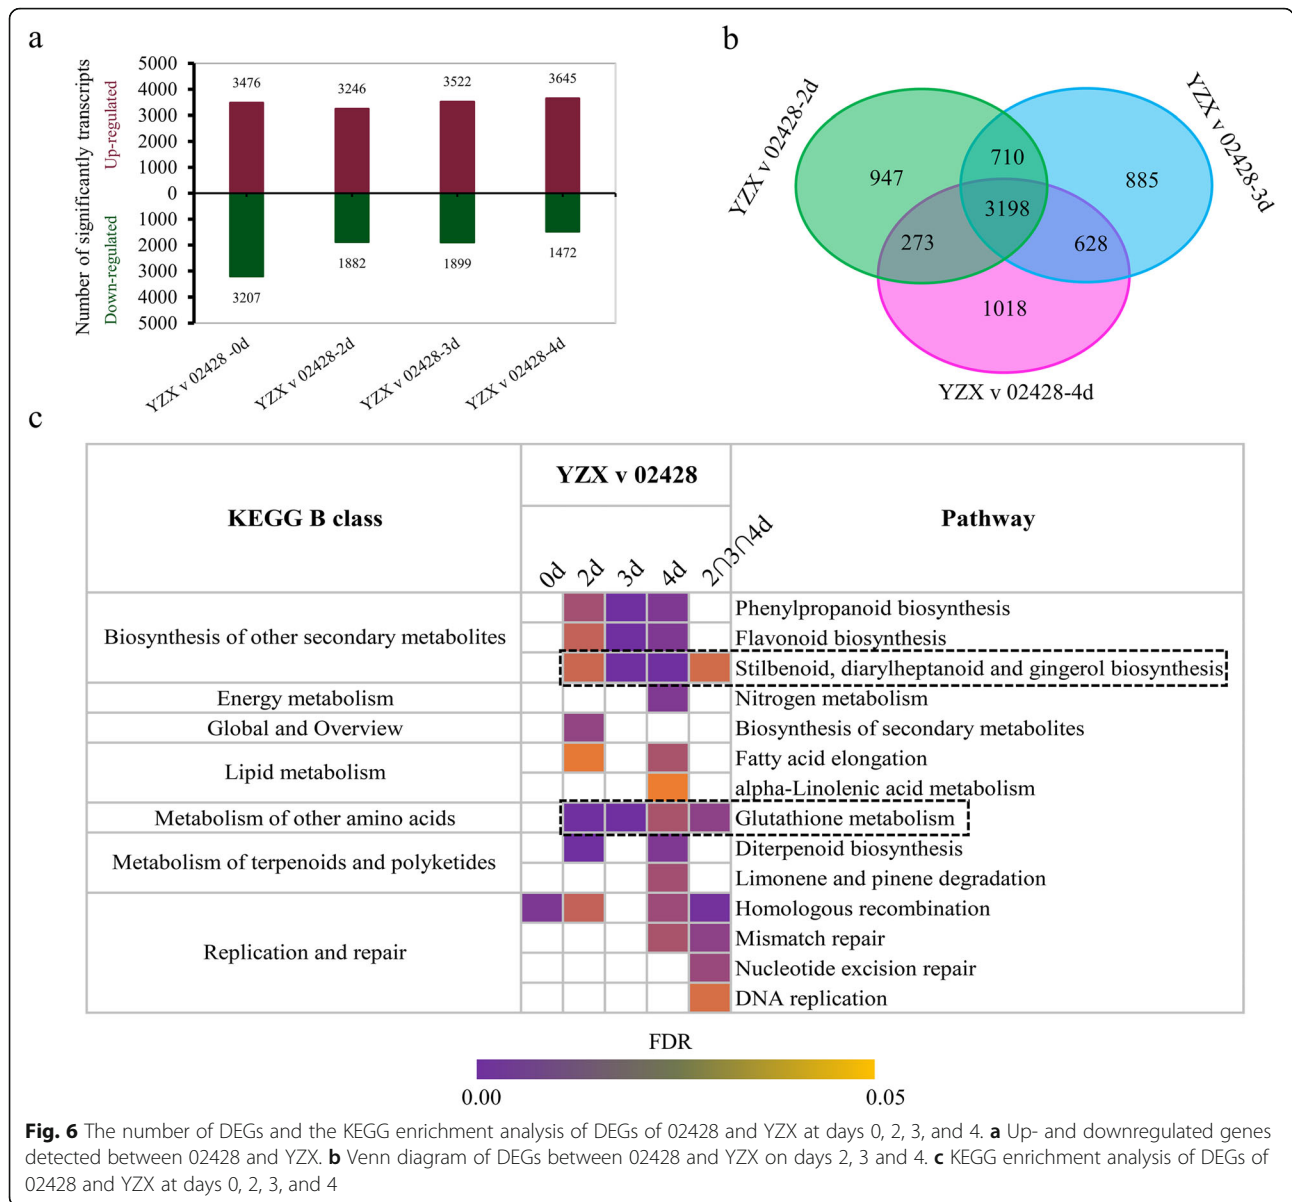 a
Number of significantly transcripts
Down-regulated Up-regulated
5000
4000
3000
2000
1000
0
1000
2000
3000
4000
5000
3476 3246 3522 3645
3207 1882 1899 1472
YZX v 02428 -0d
YZX v 02428-2d
YZX v 02428-3d
YZX v 02428-4d
b
YZX v 02428-2d
YZX v 02428-3d
947 710 885
3198
273 628
1018
YZX v 02428-4d
c
KEGG B class YZX v 02428 Pathway
0d 2d 3d 4d 2∩3∩4d
Biosynthesis of other secondary metabolites
Phenylpropanoid biosynthesis
Flavonoid biosynthesis
Stilbenoid, diarylheptanoid and gingerol biosynthesis
Energy metabolism Nitrogen metabolism
Global and Overview Biosynthesis of secondary metabolites
Lipid metabolism
Fatty acid elongation
alpha-Linolenic acid metabolism
Metabolism of other amino acids Glutathione metabolism
Metabolism of terpenoids and polyketides
Diterpenoid biosynthesis
Limonene and pinene degradation
Replication and repair
Homologous recombination
Mismatch repair
Nucleotide excision repair
DNA replication
FDR
0.00 0.05
Fig. 6 The number of DEGs and the KEGG enrichment analysis of DEGs of 02428 and YZX at days 0, 2, 3, and 4. a Up- and downregulated genes
detected between 02428 and YZX. b Venn diagram of DEGs between 02428 and YZX on days 2, 3 and 4. c KEGG enrichment analysis of DEGs of
02428 and YZX at days 0, 2, 3, and 4